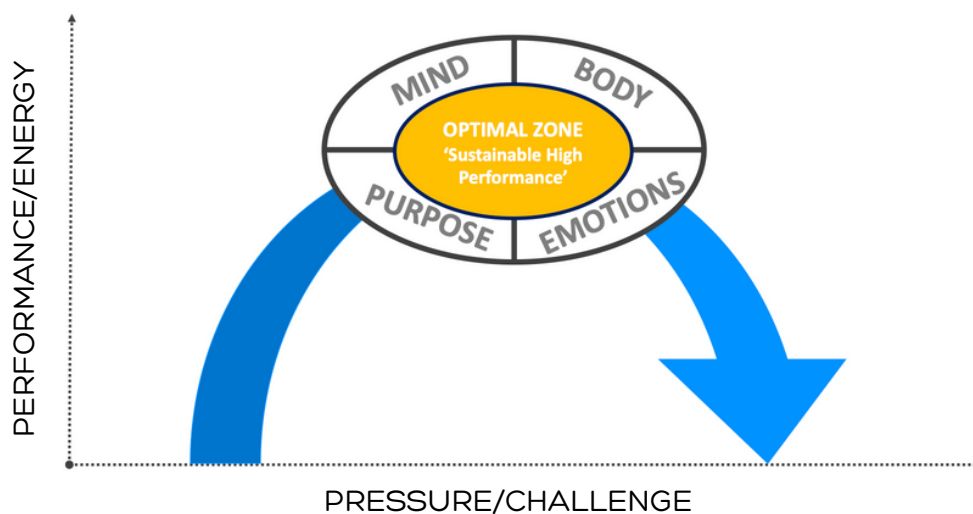 PERFORMANCE/ENERGY
MIND
BODY
OPTIMAL ZONE
‘Sustainable High
Performance’
PURPOSE
EMOTIONS
PRESSURE/CHALLENGE